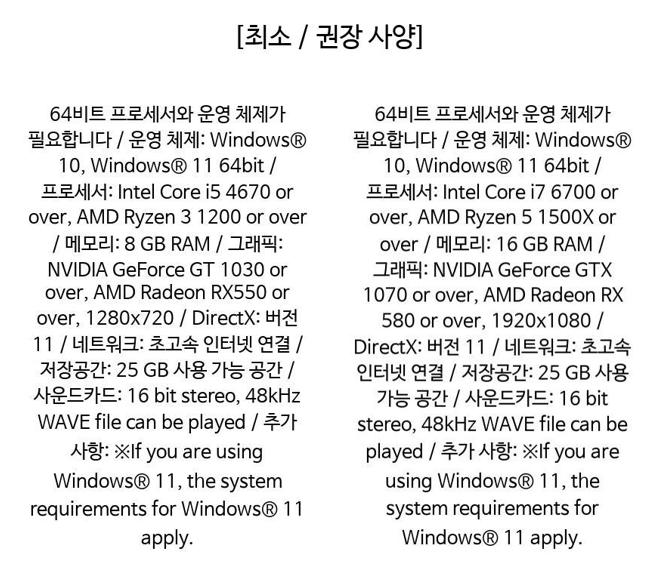 [최소 / 권장 사양]
64비트 프로세서와 운영 체제가
필요합니다 / 운영 체제: Windows®
10, Windows® 11 64bit /
프로세서: Intel Core i5 4670 or
over, AMD Ryzen 3 1200 or over
/ 메모리: 8 GB RAM / 그래픽:
NVIDIA GeForce GT 1030 or
over, AMD Radeon RX550 or
over, 1280x720 / DirectX: 버전
11 / 네트워크: 초고속 인터넷 연결 /
저장공간: 25 GB 사용 가능 공간 /
사운드카드: 16 bit stereo, 48kHz
WAVE file can be played / 추가
사항: ※If you are using
Windows® 11, the system
requirements for Windows® 11
apply.
64비트 프로세서와 운영 체제가
필요합니다 / 운영 체제: Windows®
10, Windows® 11 64bit /
프로세서: Intel Core i7 6700 or
over, AMD Ryzen 5 1500X or
over / 메모리: 16 GB RAM /
그래픽: NVIDIA GeForce GTX
1070 or over, AMD Radeon RX
580 or over, 1920x1080 /
DirectX: 버전 11 / 네트워크: 초고속
인터넷 연결 / 저장공간: 25 GB 사용
가능 공간 / 사운드카드: 16 bit
stereo, 48kHz WAVE file can be
played / 추가 사항: ※If you are
using Windows® 11, the
system requirements for
Windows® 11 apply.